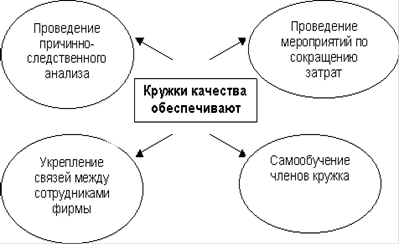 Проведение
причинно-
следственного
анализа
Проведение
мероприятий по
сокращению
затрат
Кружки качества
обеспечивают
Укрепление
связей между
сотрудниками
фирмы
Самообучение
членов кружка